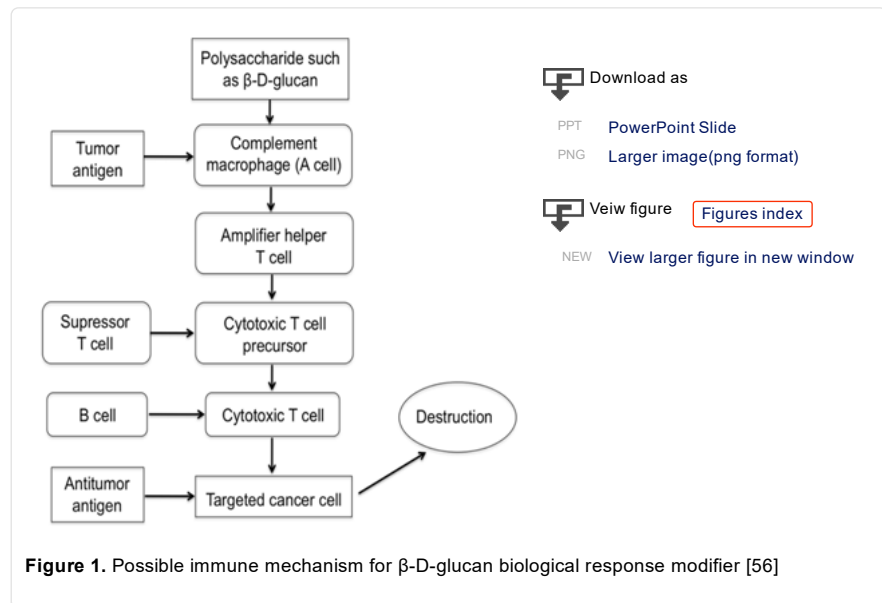 Polysaccharide such
as β-D-glucan
Tumor
antigen
Complement
macrophage (A cell)
Amplifier helper
T cell
Supressor
T cell
Cytotoxic T cell
precursor
B cell
Cytotoxic T cell
Destruction
Antitumor
antigen
Targeted cancer cell
Download as
PPT PowerPoint Slide
PNG Larger image(png format)
Veiw figure Figures index
NEW View larger figure in new window
Figure 1. Possible immune mechanism for β-D-glucan biological response modifier [56]